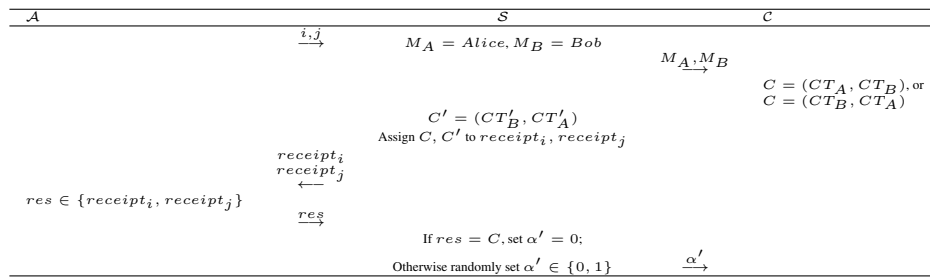 𝒜 𝒮 𝒞
i, j
⟶
M_A = Alice, M_B = Bob
M_A, M_B
⟶
C = (CT_A, CT_B), or
C = (CT_B, CT_A)
C′ = (CT′_B, CT′_A)
Assign C, C′ to receipt_i, receipt_j
receipt_i
receipt_j
⟵
res ∈ {receipt_i, receipt_j}
res
⟶
If res = C, set α′ = 0;
Otherwise randomly set α′ ∈ {0, 1}
α′
⟶